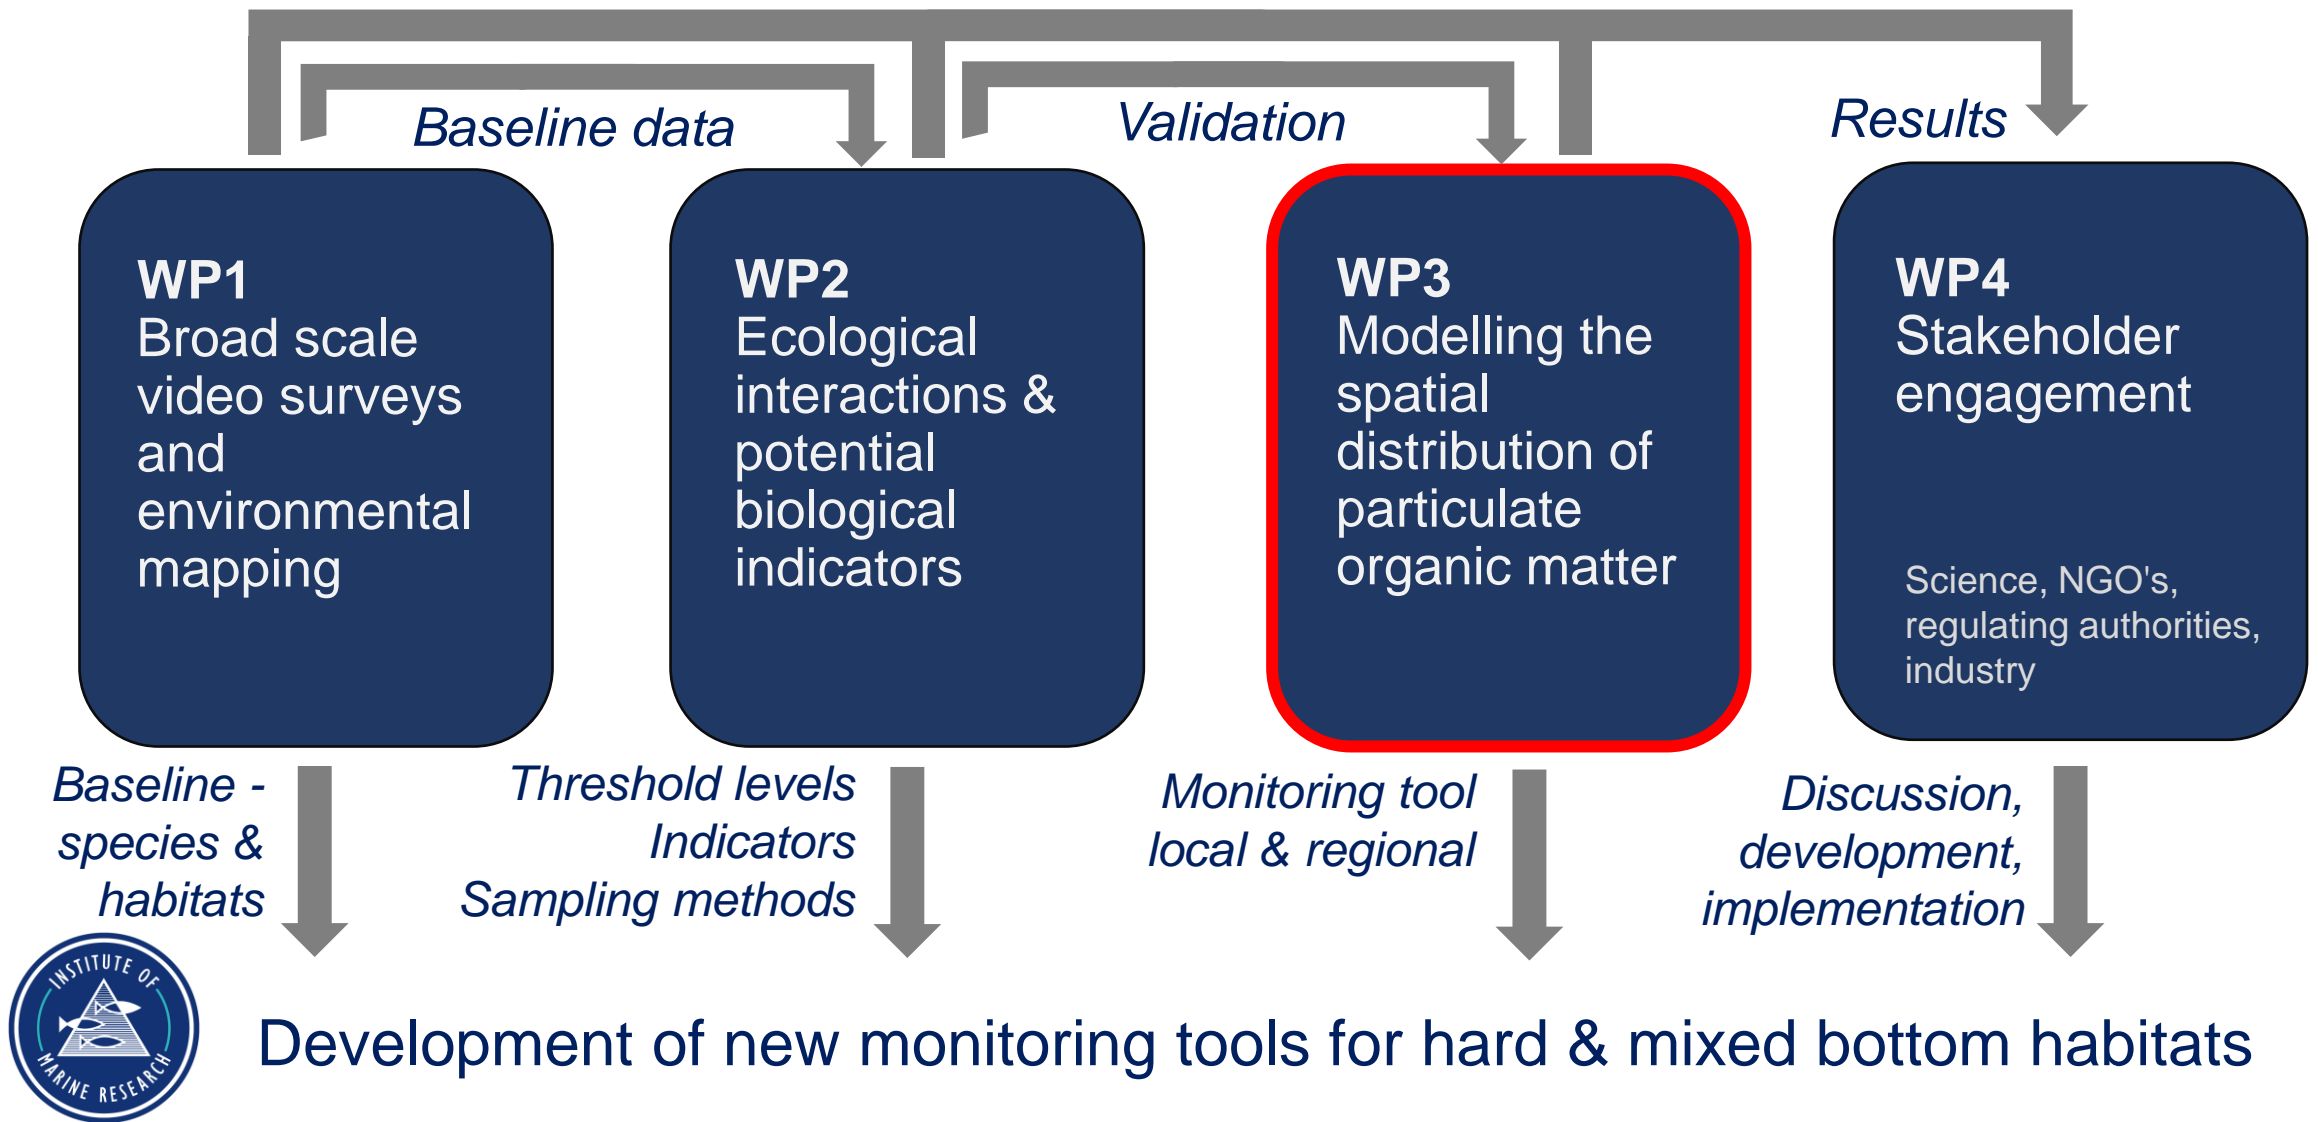 Baseline data
Validation
Results
WP1
Broad scale
video surveys
and
environmental
mapping
WP2
Ecological
interactions &
potential
biological
indicators
WP3
Modelling the
spatial
distribution of
particulate
organic matter
WP4
Stakeholder
engagement
Science, NGO's,
regulating authorities,
industry
Baseline -
species &
habitats
Threshold levels
Indicators
Sampling methods
Monitoring tool
local & regional
Discussion,
development,
implementation
INSTITUTE OF
MARINE RESEARCH
Development of new monitoring tools for hard & mixed bottom habitats